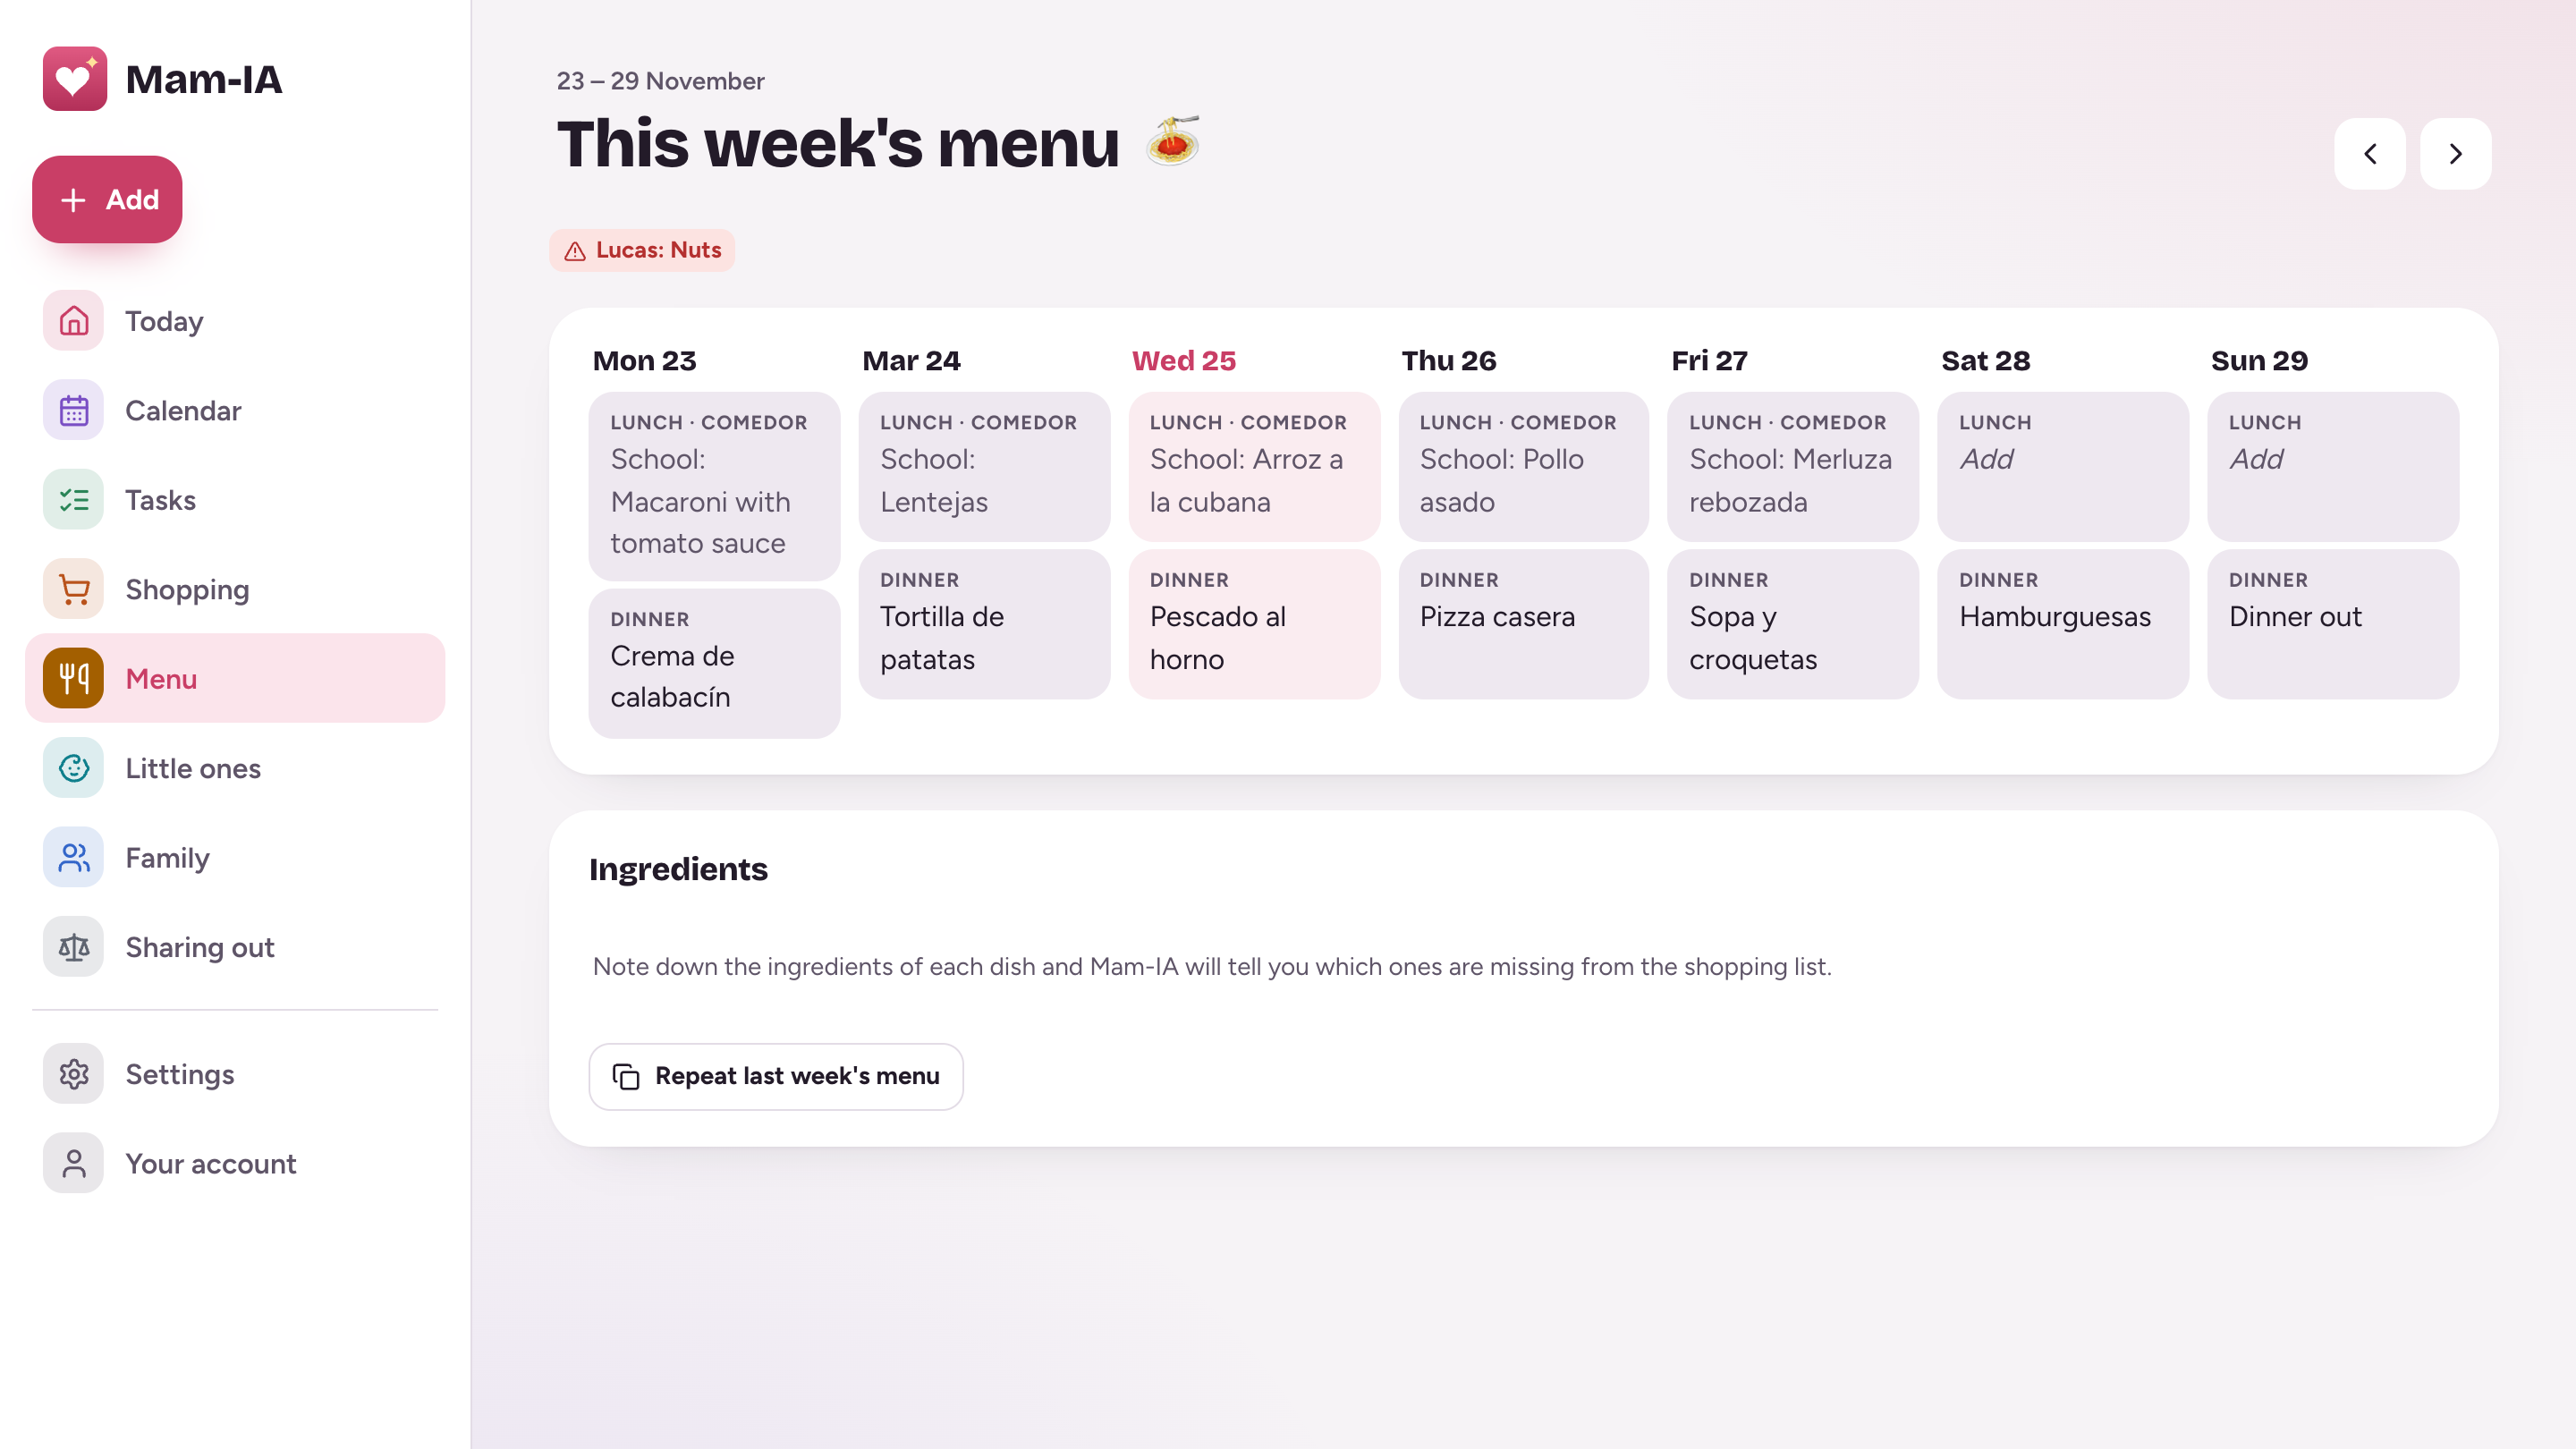 Mam-IA
Add
Today
Calendar
Tasks
Shopping
Menu
Little ones
Family
Sharing out
Settings
Your account
23 – 29 November
This week's menu
Lucas: Nuts
Mon 23
LUNCH · COMEDOR
School:
Macaroni with
tomato sauce
DINNER
Crema de
calabacín
Mar 24
LUNCH · COMEDOR
School:
Lentejas
DINNER
Tortilla de
patatas
Wed 25
LUNCH · COMEDOR
School: Arroz a
la cubana
DINNER
Pescado al
horno
Thu 26
LUNCH · COMEDOR
School: Pollo
asado
DINNER
Pizza casera
Fri 27
LUNCH · COMEDOR
School: Merluza
rebozada
DINNER
Sopa y
croquetas
Sat 28
LUNCH
Add
DINNER
Hamburguesas
Sun 29
LUNCH
Add
DINNER
Dinner out
Ingredients
Note down the ingredients of each dish and Mam-IA will tell you which ones are missing from the shopping list.
Repeat last week's menu